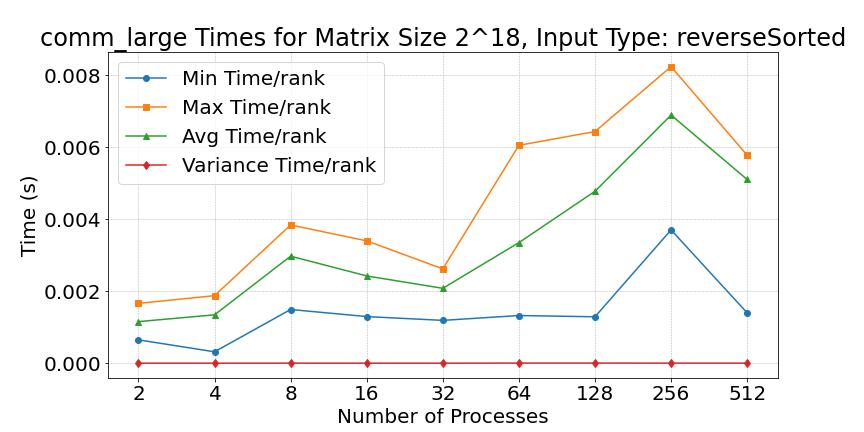 comm_large Times for Matrix Size 2^18, Input Type: reverseSorted
Min Time/rank
Max Time/rank
Avg Time/rank
Variance Time/rank
Time (s)
0.008
0.006
0.004
0.002
0.000
2 4 8 16 32 64 128 256 512
Number of Processes